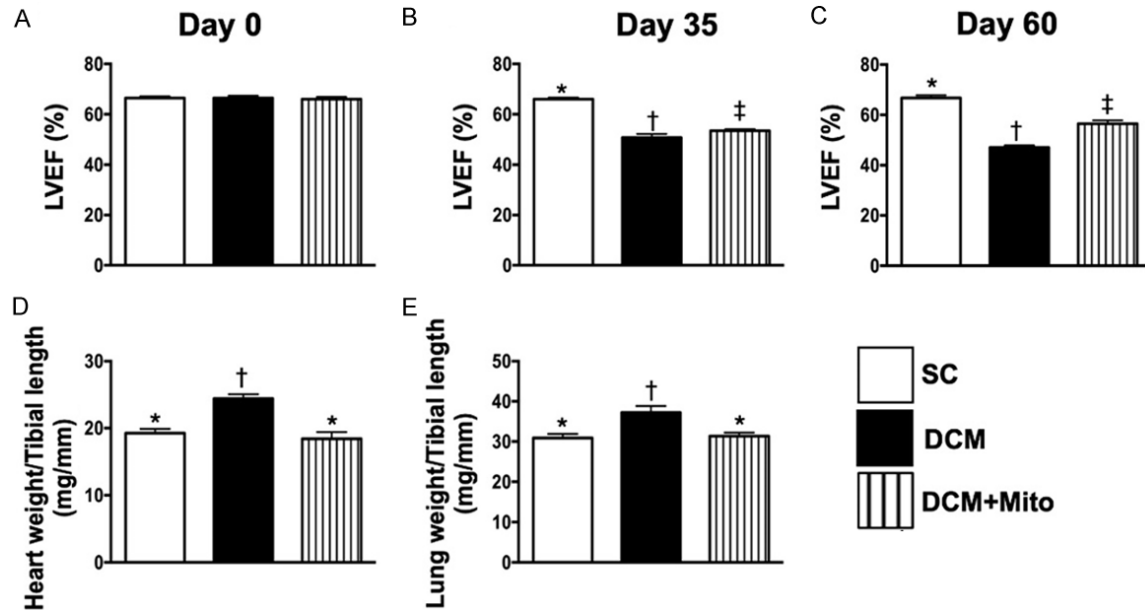 A
Day 0
LVEF (%)
80
60
40
20
0
B
Day 35
LVEF (%)
80
60
40
20
0
*
†
‡
C
Day 60
LVEF (%)
80
60
40
20
0
*
†
‡
D
Heart weight/Tibial length
(mg/mm)
30
20
10
0
*
†
*
E
Lung weight/Tibial length
(mg/mm)
50
40
30
20
10
0
*
†
*
SC
DCM
DCM+Mito